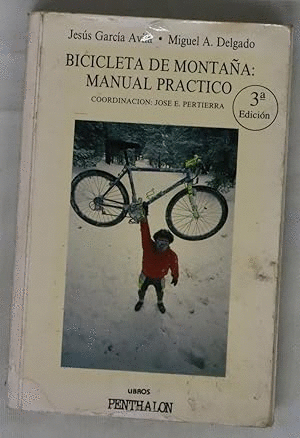 Jesús García Avila · Miguel A. Delgado
BICICLETA DE MONTAÑA:
MANUAL PRACTICO
COORDINACION: JOSE E. PERTIERRA
3ª
Edición
LIBROS
PENTHALON